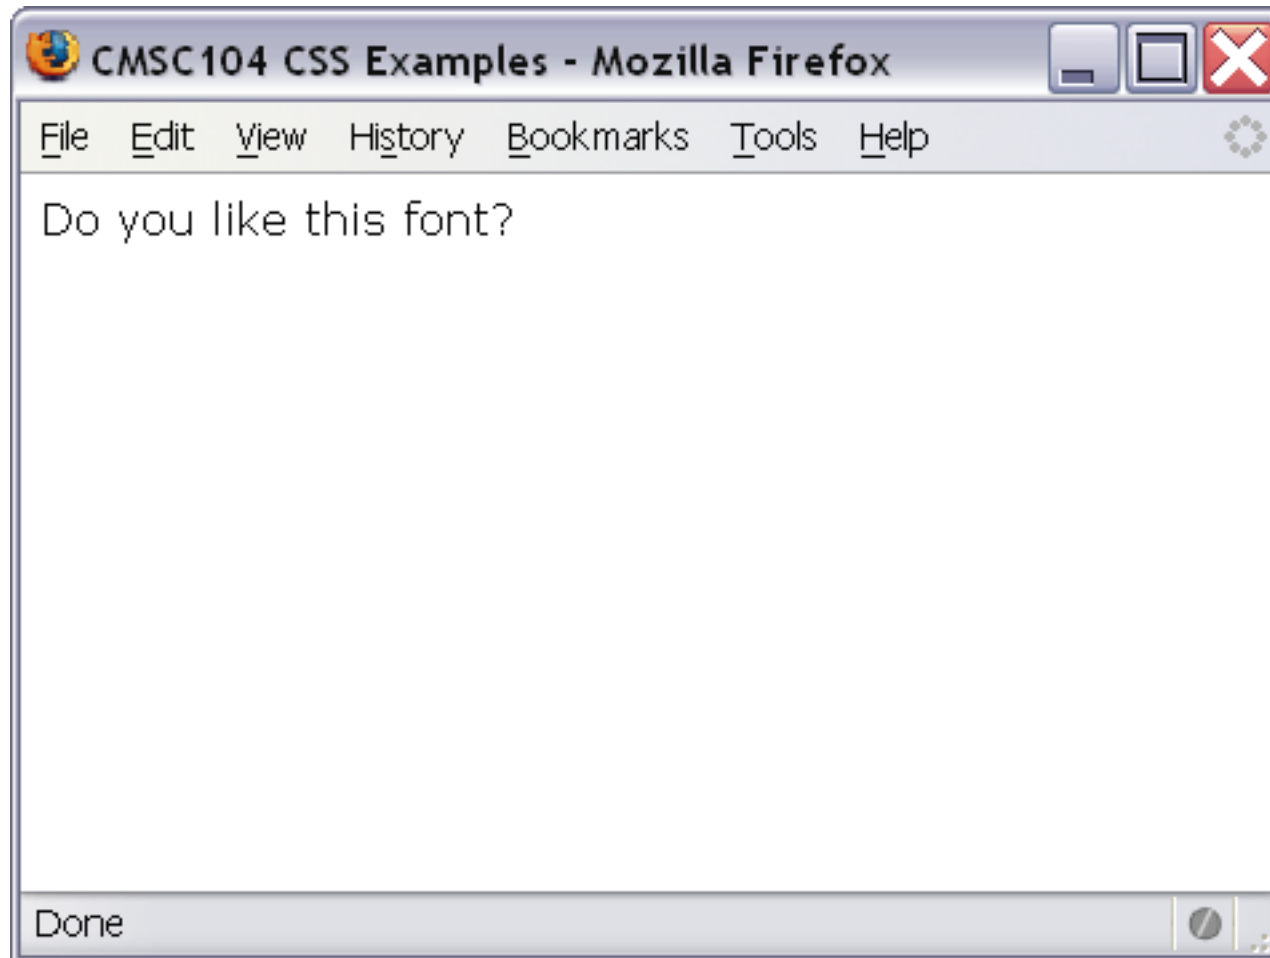 CMSC104 CSS Examples - Mozilla Firefox
File Edit View History Bookmarks Tools Help
Do you like this font?
Done